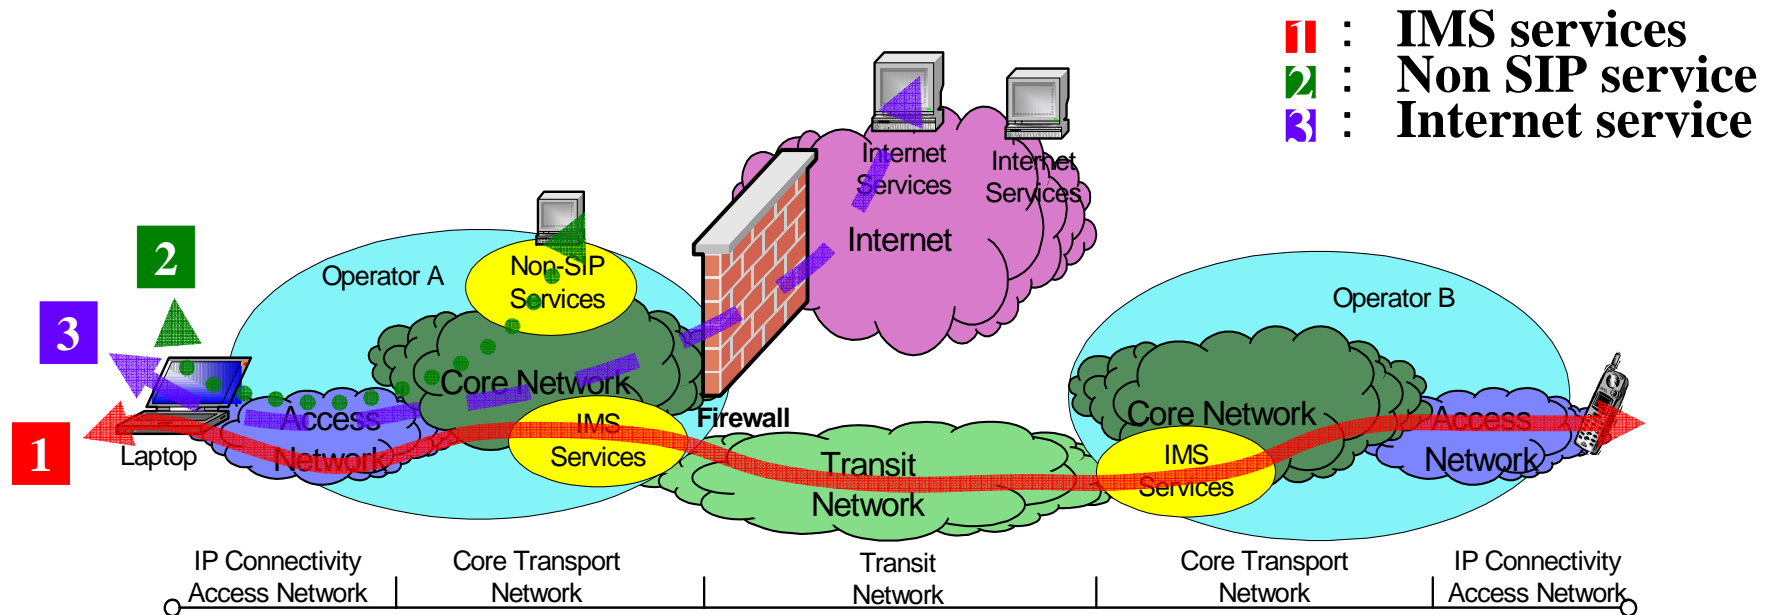 1 : IMS services
2 : Non SIP service
3 : Internet service
Internet
Services
Internet
Services
Internet
2
Operator A
Non-SIP
Services
Operator B
3
Core Network
Access
Network
IMS
Services
Firewall
Core Network
Access
Network
1
Laptop
Transit
Network
IMS
Services
IP Connectivity
Access Network
Core Transport
Network
Transit
Network
Core Transport
Network
IP Connectivity
Access Network